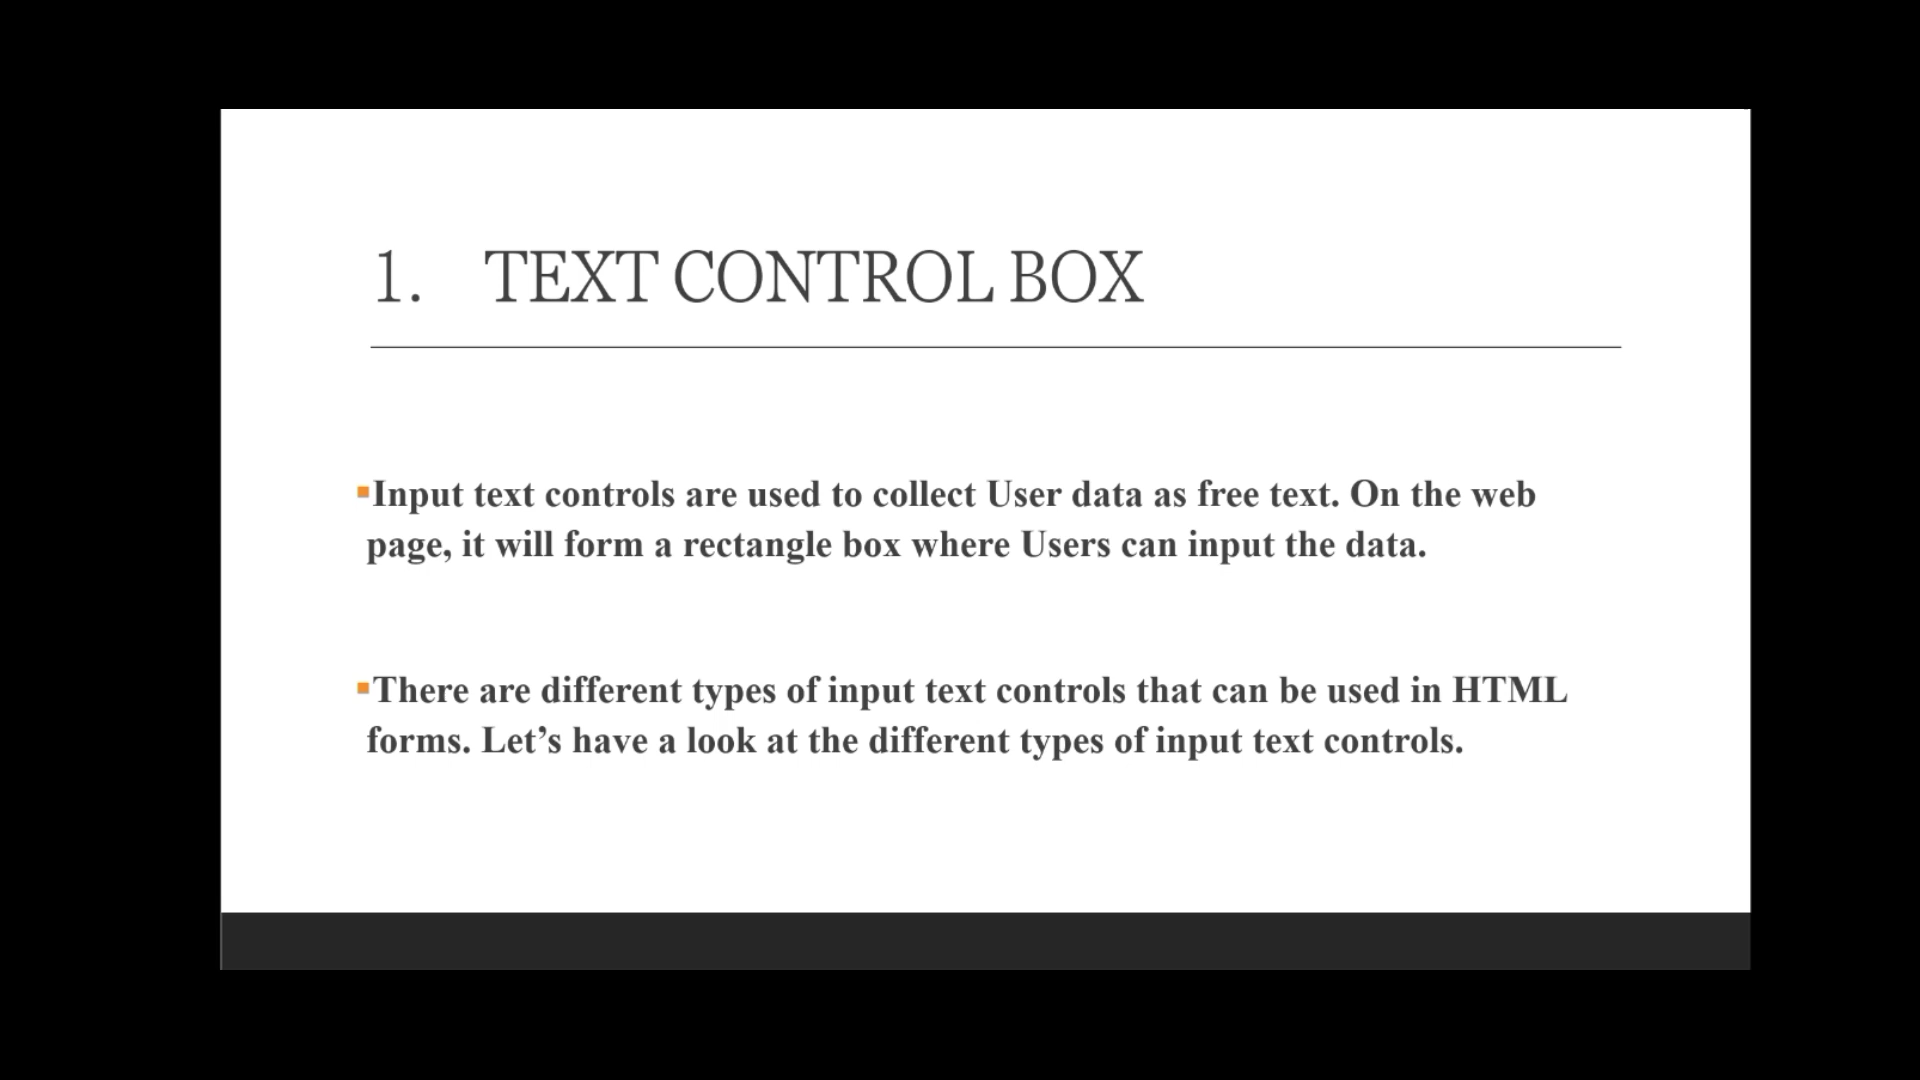 1. TEXT CONTROL BOX
▪Input text controls are used to collect User data as free text. On the web
page, it will form a rectangle box where Users can input the data.
▪There are different types of input text controls that can be used in HTML
forms. Let’s have a look at the different types of input text controls.